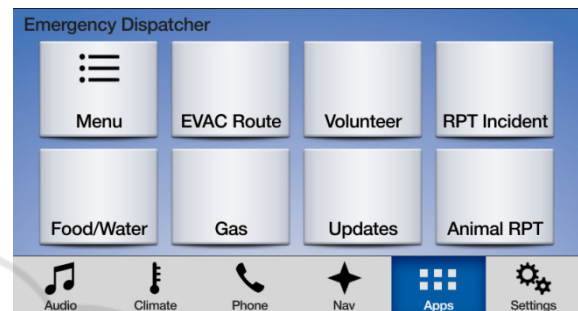 Emergency Dispatcher
Menu EVAC Route Volunteer RPT Incident
Food/Water Gas Updates Animal RPT
Audio Climate Phone Nav Apps Settings